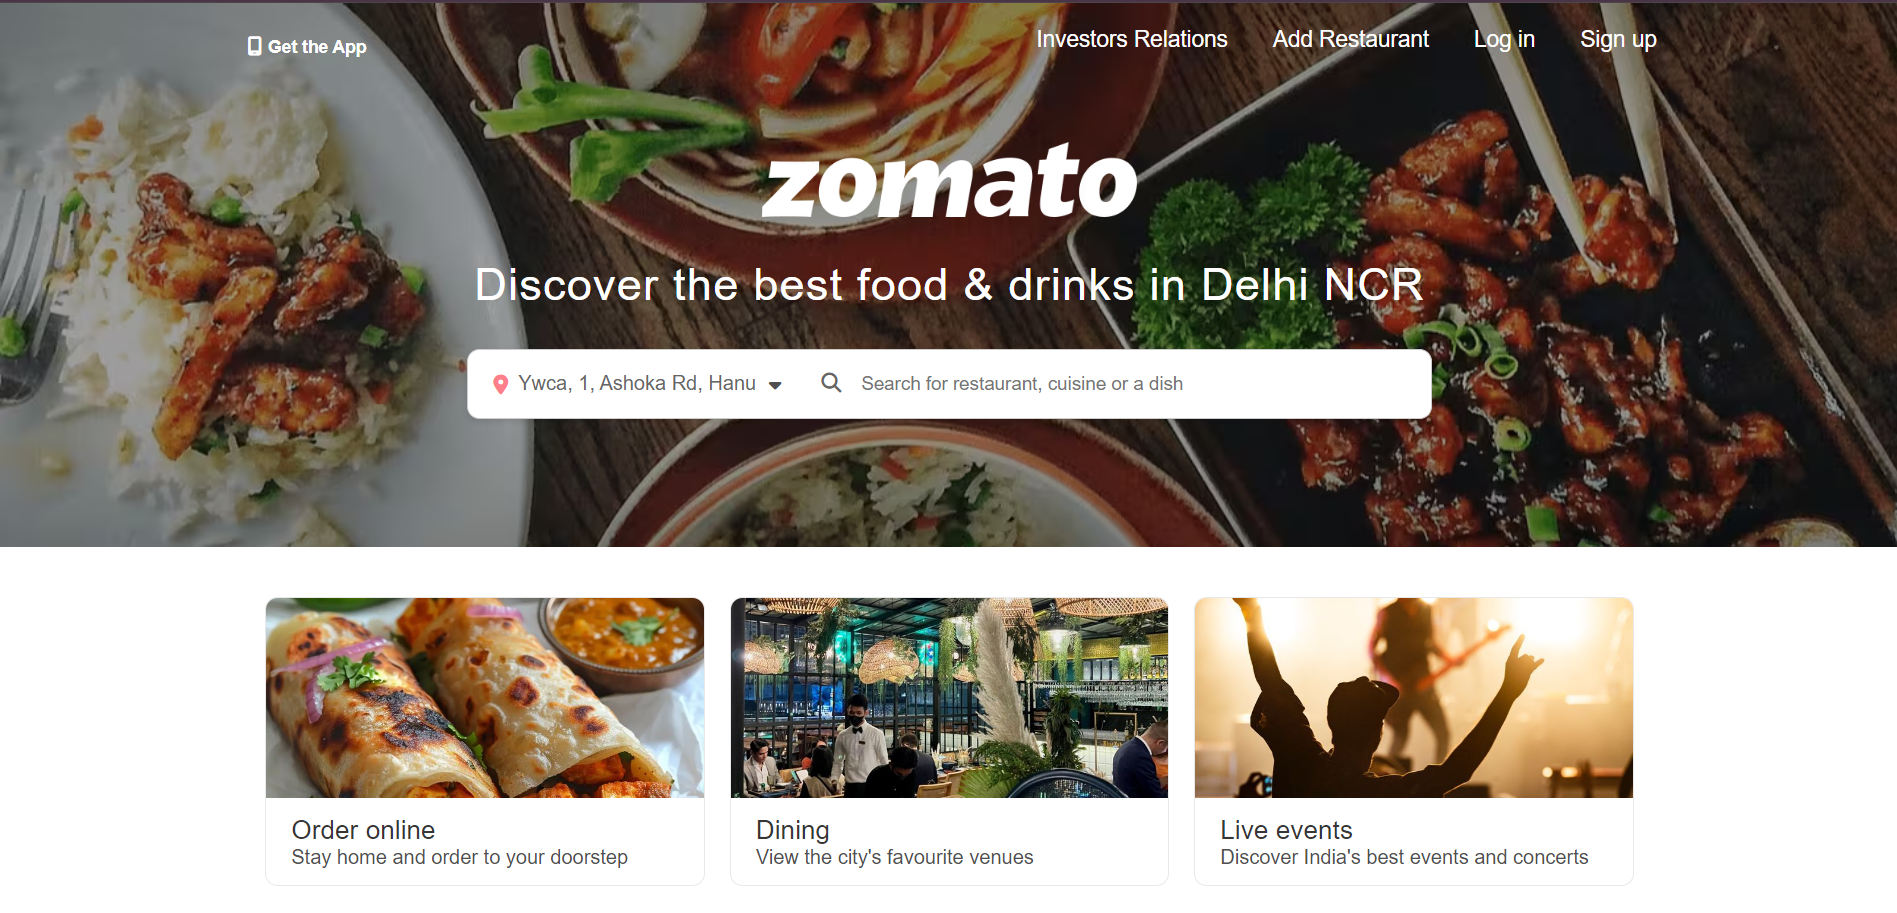 Get the App
Investors Relations
Add Restaurant
Log in
Sign up
zomato
Discover the best food & drinks in Delhi NCR
Ywca, 1, Ashoka Rd, Hanu
Search for restaurant, cuisine or a dish
Order online
Stay home and order to your doorstep
Dining
View the city's favourite venues
Live events
Discover India's best events and concerts